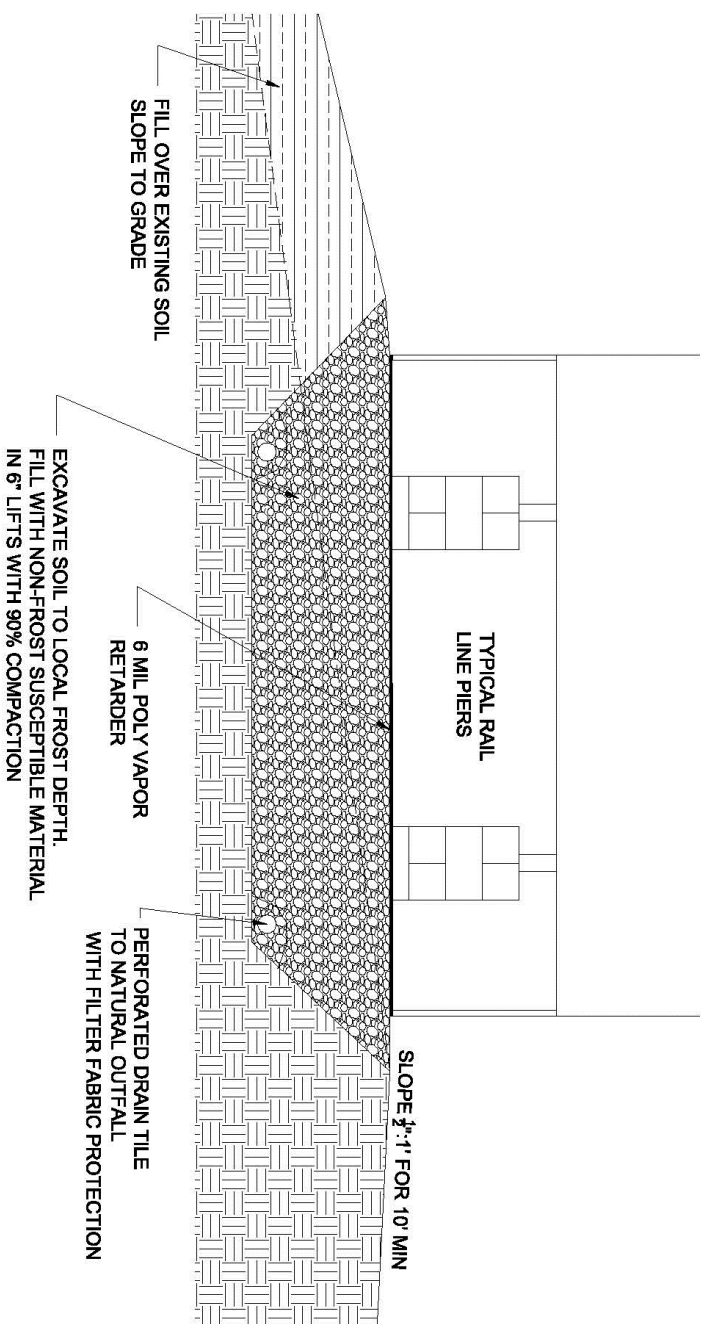 TYPICAL RAIL
LINE PIERS
SLOPE ½":1' FOR 10' MIN
FILL OVER EXISTING SOIL
SLOPE TO GRADE
6 MIL POLY VAPOR
RETARDER
PERFORATED DRAIN TILE
TO NATURAL OUTFALL
WITH FILTER FABRIC PROTECTION
EXCAVATE SOIL TO LOCAL FROST DEPTH.
FILL WITH NON-FROST SUSCEPTIBLE MATERIAL
IN 6" LIFTS WITH 90% COMPACTION